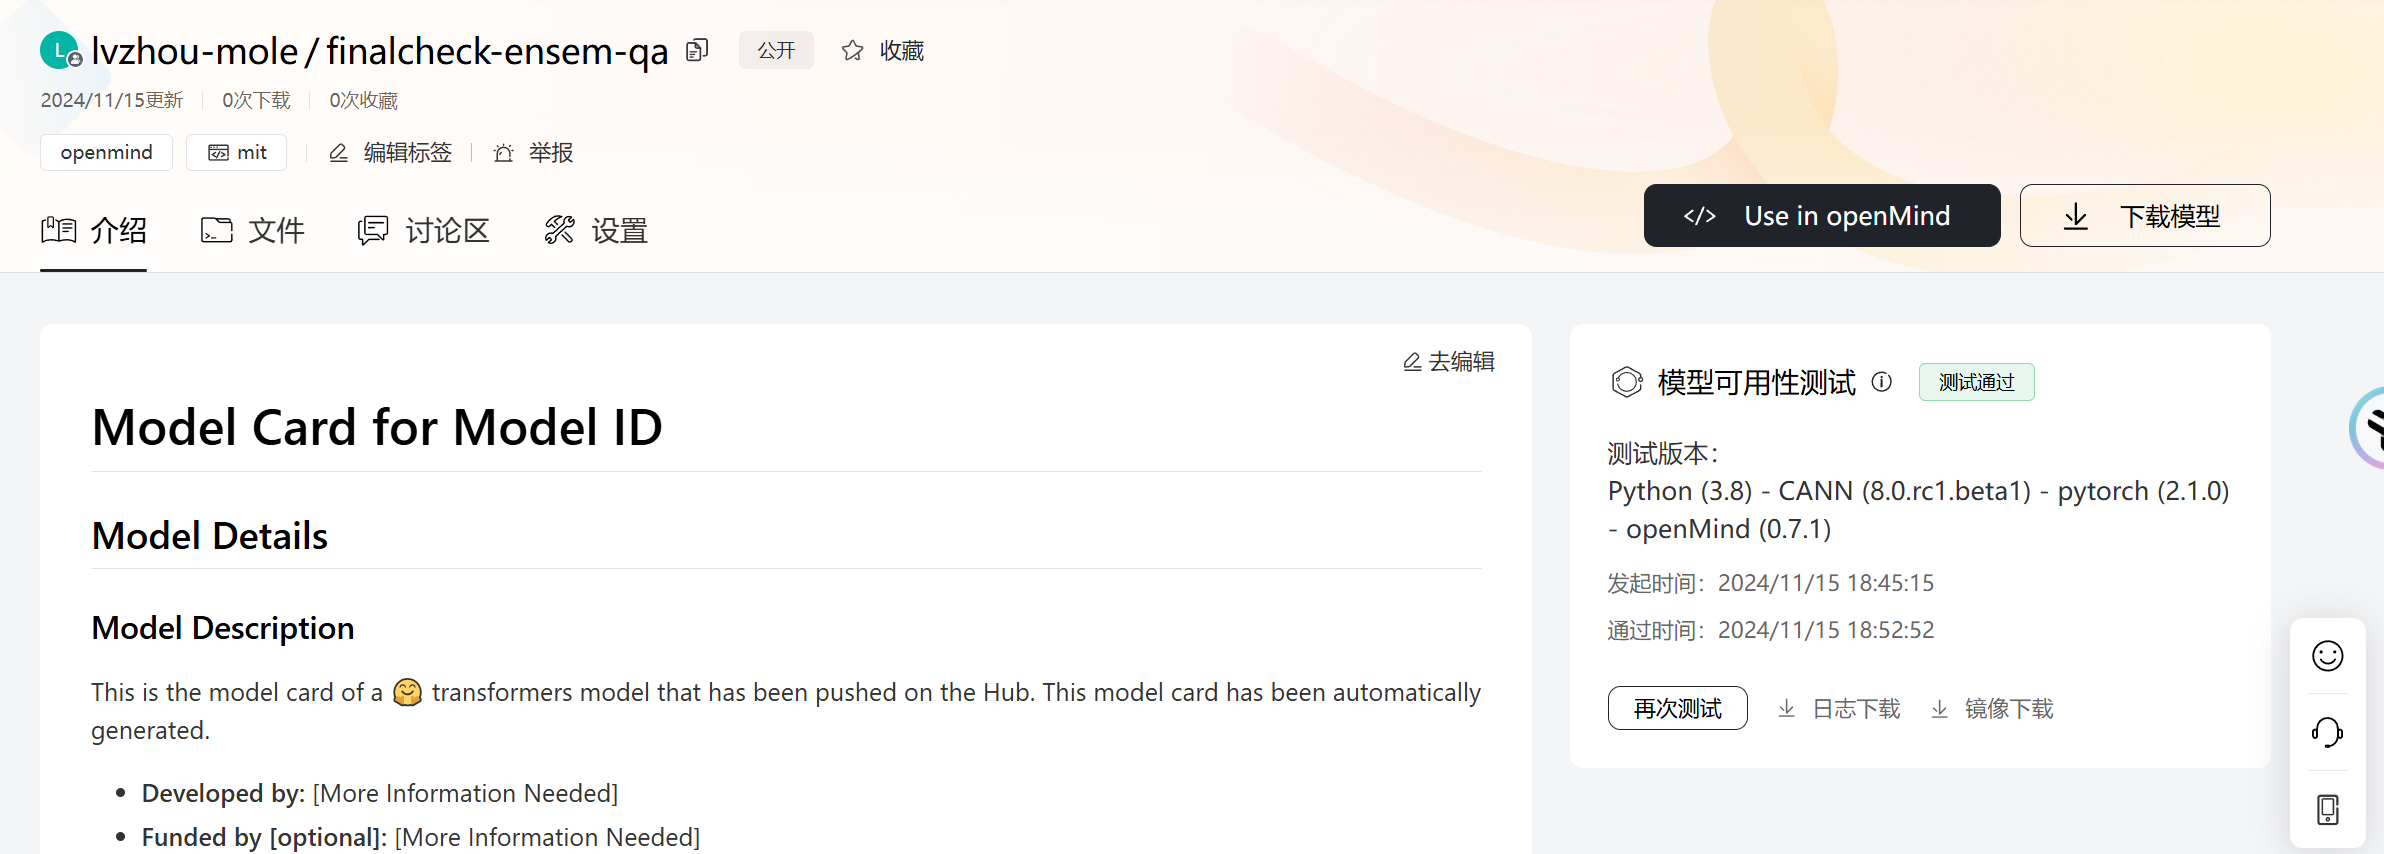 L lvzhou-mole / finalcheck-ensem-qa 公开 收藏
2024/11/15更新 0次下载 0次收藏
openmind mit 编辑标签 举报
介绍 文件 讨论区 设置
</> Use in openMind 下载模型
去编辑
Model Card for Model ID
Model Details
Model Description
This is the model card of a 🤗 transformers model that has been pushed on the Hub. This model card has been automatically
generated.
• Developed by: [More Information Needed]
• Funded by [optional]: [More Information Needed]
模型可用性测试 测试通过
测试版本：
Python (3.8) - CANN (8.0.rc1.beta1) - pytorch (2.1.0)
- openMind (0.7.1)
发起时间：2024/11/15 18:45:15
通过时间：2024/11/15 18:52:52
再次测试 日志下载 镜像下载